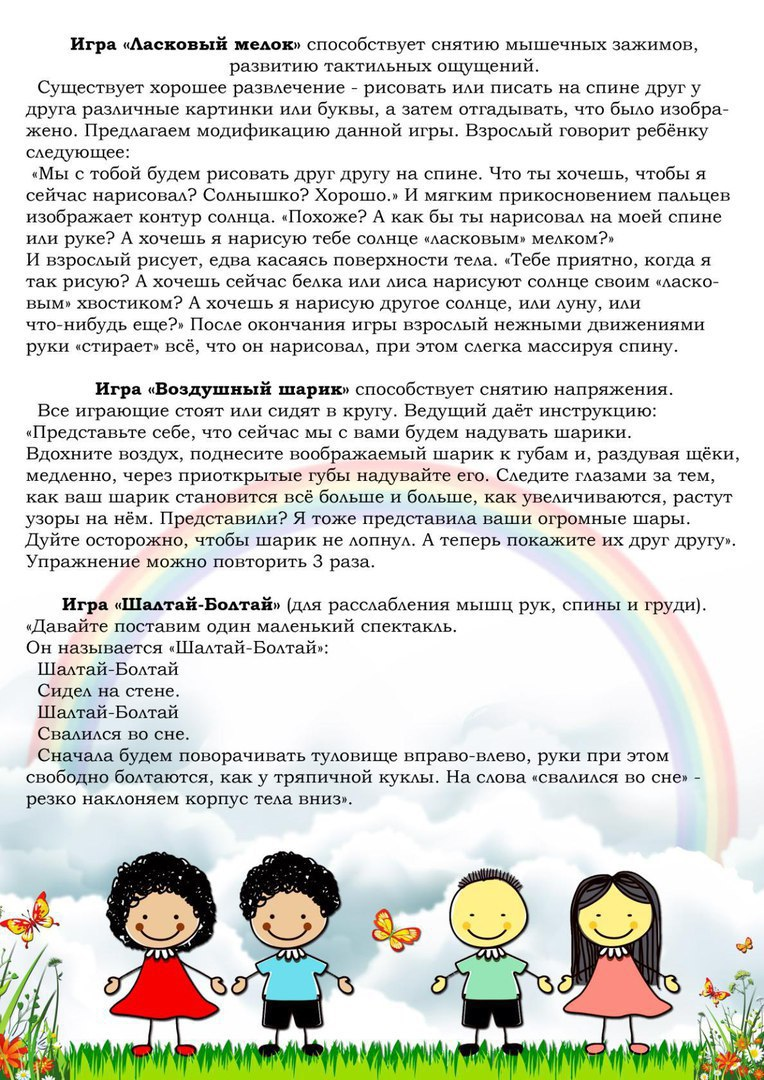 Игра «Ласковый мелок» способствует снятию мышечных зажимов,
развитию тактильных ощущений.
Существует хорошее развлечение - рисовать или писать на спине друг у
друга различные картинки или буквы, а затем отгадывать, что было изобра-
жено. Предлагаем модификацию данной игры. Взрослый говорит ребёнку
следующее:
«Мы с тобой будем рисовать друг другу на спине. Что ты хочешь, чтобы я
сейчас нарисовал? Солнышко? Хорошо.» И мягким прикосновением пальцев
изображает контур солнца. «Похоже? А как бы ты нарисовал на моей спине
или руке? А хочешь я нарисую тебе солнце «ласковым» мелком?»
И взрослый рисует, едва касаясь поверхности тела. «Тебе приятно, когда я
так рисую? А хочешь сейчас белка или лиса нарисуют солнце своим «ласко-
вым» хвостиком? А хочешь я нарисую другое солнце, или луну, или
что-нибудь еще?» После окончания игры взрослый нежными движениями
руки «стирает» всё, что он нарисовал, при этом слегка массируя спину.
Игра «Воздушный шарик» способствует снятию напряжения.
Все играющие стоят или сидят в кругу. Ведущий даёт инструкцию:
«Представьте себе, что сейчас мы с вами будем надувать шарики.
Вдохните воздух, поднесите воображаемый шарик к губам и, раздувая щёки,
медленно, через приоткрытые губы надувайте его. Следите глазами за тем,
как ваш шарик становится всё больше и больше, как увеличиваются, растут
узоры на нём. Представили? Я тоже представила ваши огромные шары.
Дуйте осторожно, чтобы шарик не лопнул. А теперь покажите их друг другу».
Упражнение можно повторить 3 раза.
Игра «Шалтай-Болтай» (для расслабления мышц рук, спины и груди).
«Давайте поставим один маленький спектакль.
Он называется «Шалтай-Болтай»:
Шалтай-Болтай
Сидел на стене.
Шалтай-Болтай
Свалился во сне.
Сначала будем поворачивать туловище вправо-влево, руки при этом
свободно болтаются, как у тряпичной куклы. На слова «свалился во сне» -
резко наклоняем корпус тела вниз».